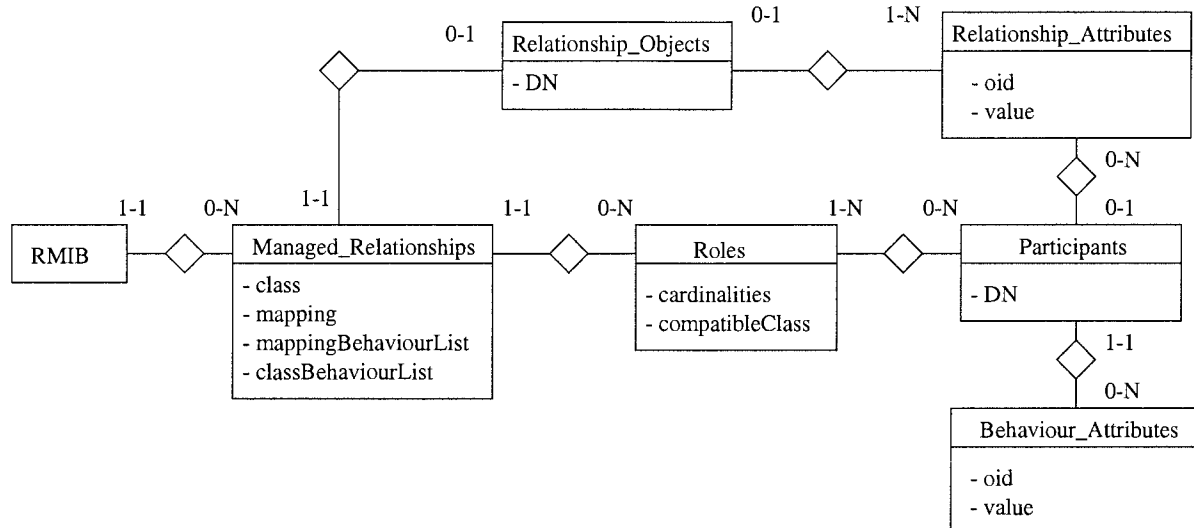 0-1
Relationship_Objects
- DN
0-1
1-N
Relationship_Attributes
- oid
- value
0-N
0-1
1-1
RMIB
1-1
0-N
Managed_Relationships
- class
- mapping
- mappingBehaviourList
- classBehaviourList
1-1
0-N
Roles
- cardinalities
- compatibleClass
1-N
0-N
Participants
- DN
1-1
0-N
Behaviour_Attributes
- oid
- value